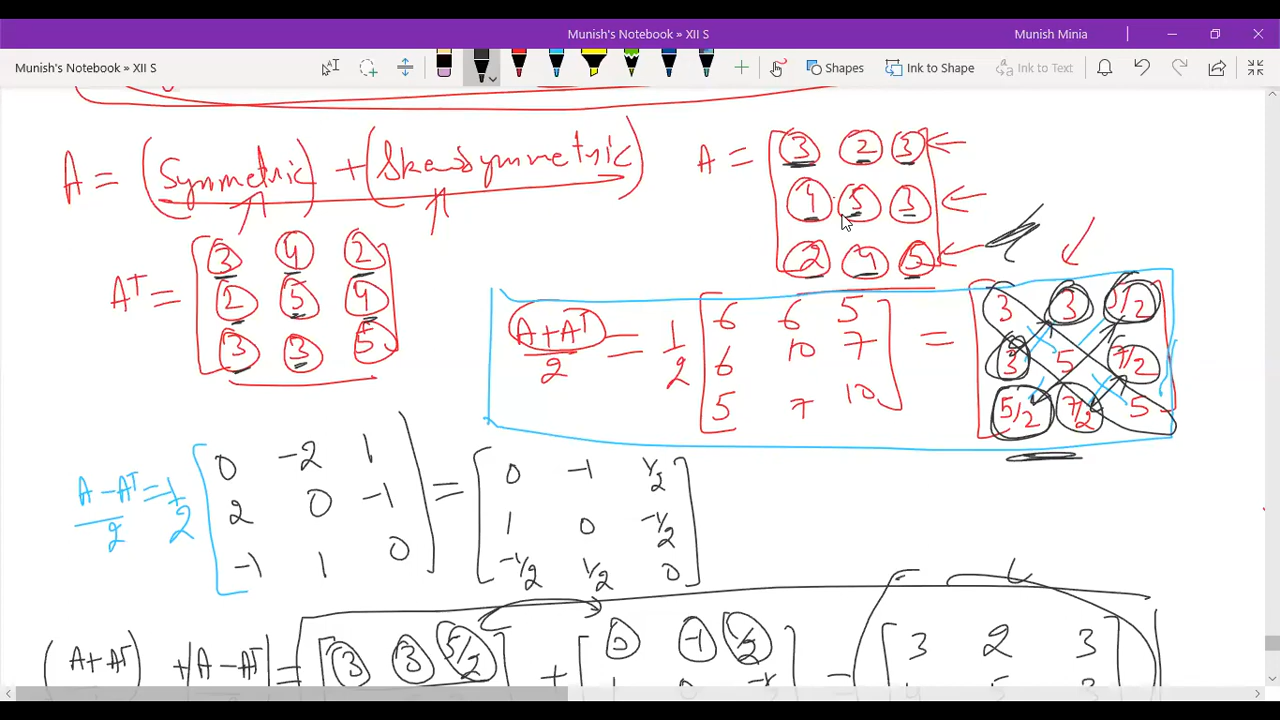 Munish's Notebook » XII S
Munish Minia
Munish's Notebook » XII S
Shapes
Ink to Shape
Ink to Text
A = (Symmetric) + (Skew symmetric)
A = [3 2 3
4 5 3
2 4 5]
Aᵀ = [3 4 2
2 5 4
3 3 5]
(A+Aᵀ)/2 = 1/2 [6 6 5
6 10 7
5 7 10]
= [3 3 5/2
3 5 7/2
5/2 7/2 5]
(A-Aᵀ)/2 = 1/2 [0 -2 1
2 0 -1
-1 1 0]
= [0 -1 1/2
1 0 -1/2
-1/2 1/2 0]
(A+Aᵀ) + (A-Aᵀ) = [3 3 5/2] + [0 -1 1/2
1 0
= [3 2 3
4 5 3